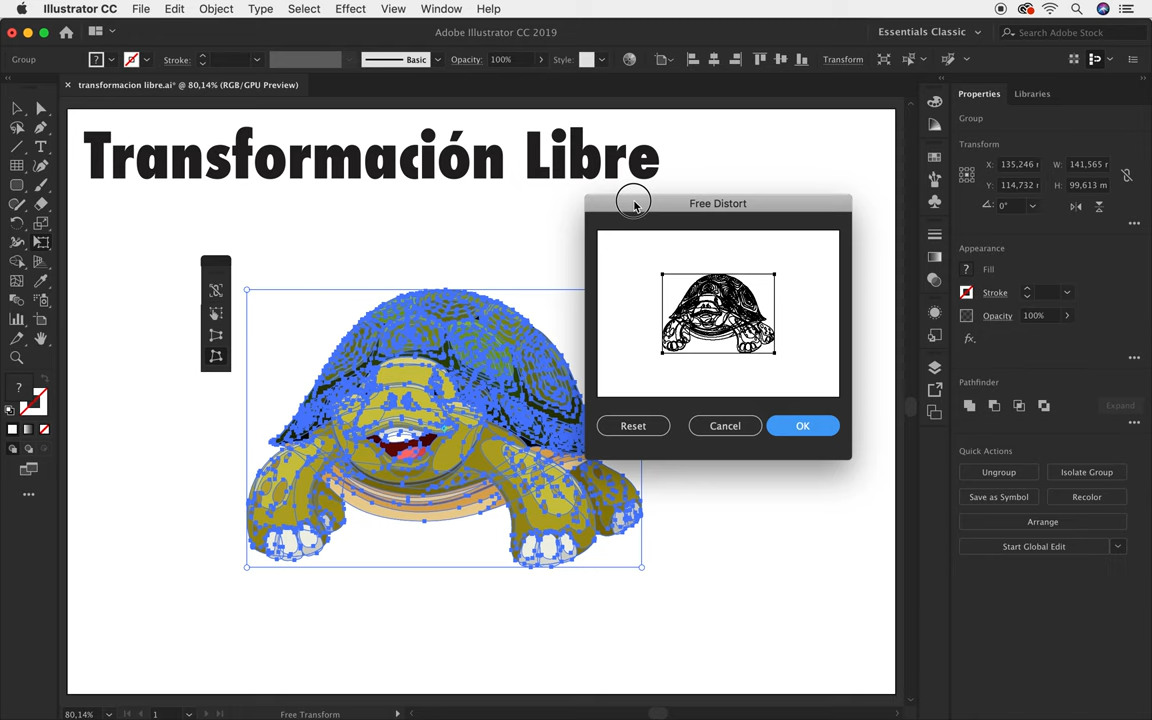 Illustrator CC File Edit Object Type Select Effect View Window Help
Adobe Illustrator CC 2019
Essentials Classic
Search Adobe Stock
Group
?
Stroke:
Basic
Opacity: 100%
Style:
Transform
transformacion libre.ai* @ 80,14% (RGB/GPU Preview)
Properties Libraries
Transformación Libre
Group
Transform
X: 135,246 W: 141,565
Y: 114,732 H: 99,613 m
0°
Free Distort
Appearance
? Fill
Stroke
Opacity 100%
fx.
Pathfinder
Expand
Reset Cancel OK
Quick Actions
Ungroup Isolate Group
Save as Symbol Recolor
Arrange
Start Global Edit
?
80,14% 1 Free Transform